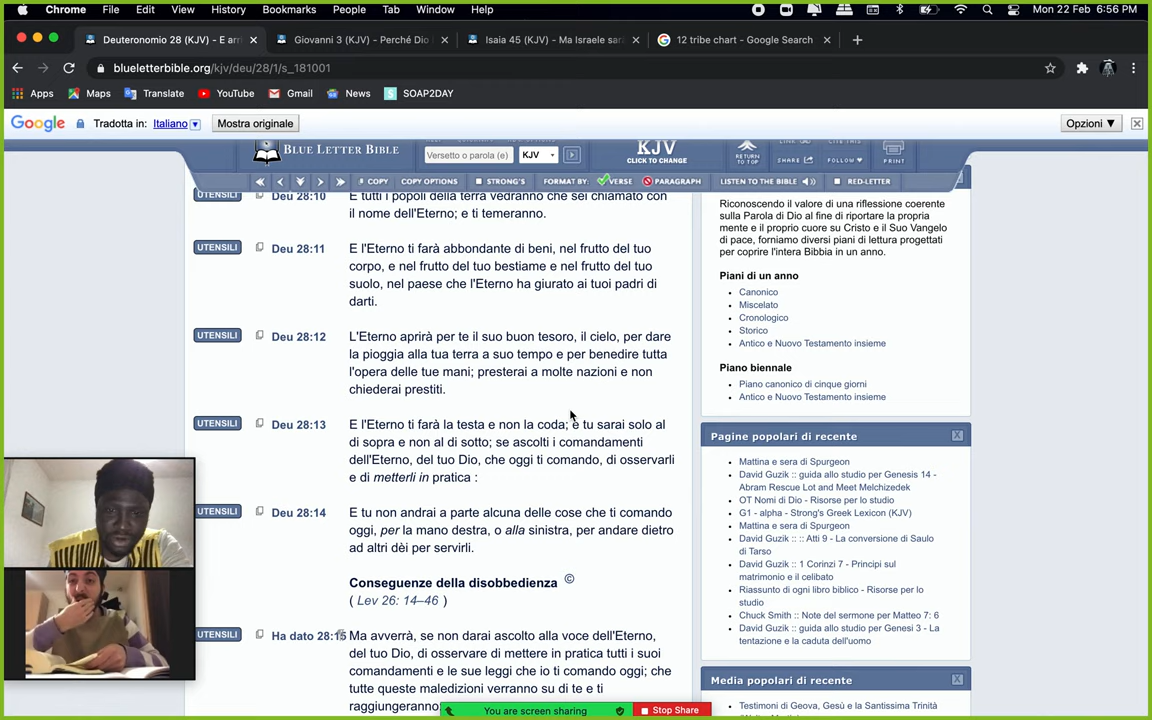 Chrome File Edit View History Bookmarks People Tab Window Help Mon 22 Feb 6:56 PM
Deuteronomio 28 (KJV) - E am
Giovanni 3 (KJV) - Perché Dio
Isaia 45 (KJV) - Ma Israele sar
12 tribe chart - Google Search
blueletterbible.org/kjv/deu/28/1/s_181001
Apps Maps Translate YouTube Gmail News SOAP2DAY
Google Tradotta in: Italiano Mostra originale Opzioni ▼
BLUE LETTER BIBLE
Versetto o parola (e) KJV
KJV
CLICK TO CHANGE
RETURN TO TOP
SHARE
FOLLOW
PRINT
COPY COPY OPTIONS STRONG'S FORMAT BY: VERSE PARAGRAPH LISTEN TO THE BIBLE RED-LETTER
UTENSILI Deu 28:10 E tutti i popoli della terra vedranno che sei chiamato con
il nome dell'Eterno; e ti temeranno.
UTENSILI Deu 28:11 E l'Eterno ti farà abbondante di beni, nel frutto del tuo
corpo, e nel frutto del tuo bestiame e nel frutto del tuo
suolo, nel paese che l'Eterno ha giurato ai tuoi padri di
darti.
UTENSILI Deu 28:12 L'Eterno aprirà per te il suo buon tesoro, il cielo, per dare
la pioggia alla tua terra a suo tempo e per benedire tutta
l'opera delle tue mani; presterai a molte nazioni e non
chiederai prestiti.
UTENSILI Deu 28:13 E l'Eterno ti farà la testa e non la coda; e tu sarai solo al
di sopra e non al di sotto; se ascolti i comandamenti
dell'Eterno, del tuo Dio, che oggi ti comando, di osservarli
e di metterli in pratica :
UTENSILI Deu 28:14 E tu non andrai a parte alcuna delle cose che ti comando
oggi, per la mano destra, o alla sinistra, per andare dietro
ad altri dèi per servirli.
Conseguenze della disobbedienza ©
( Lev 26: 14–46 )
UTENSILI Ha dato 28:15 Ma avverrà, se non darai ascolto alla voce dell'Eterno,
del tuo Dio, di osservare di mettere in pratica tutti i suoi
comandamenti e le sue leggi che io ti comando oggi; che
tutte queste maledizioni verranno su di te e ti
raggiungeranno
Riconoscendo il valore di una riflessione coerente
sulla Parola di Dio al fine di riportare la propria
mente e il proprio cuore su Cristo e il Suo Vangelo
di pace, forniamo diversi piani di lettura progettati
per coprire l'intera Bibbia in un anno.
Piani di un anno
Canonico
Miscelato
Cronologico
Storico
Antico e Nuovo Testamento insieme
Piano biennale
Piano canonico di cinque giorni
Antico e Nuovo Testamento insieme
Pagine popolari di recente
Mattina e sera di Spurgeon
David Guzik :: guida allo studio per Genesis 14 -
Abram Rescue Lot and Meet Melchizedek
OT Nomi di Dio - Risorse per lo studio
G1 - alpha - Strong's Greek Lexicon (KJV)
Mattina e sera di Spurgeon
David Guzik :: :: Atti 9 - La conversione di Saulo
di Tarso
David Guzik :: 1 Corinzi 7 - Principi sul
matrimonio e il celibato
Riassunto di ogni libro biblico - Risorse per lo
studio
Chuck Smith :: Note del sermone per Matteo 7: 6
David Guzik :: guida allo studio per Genesi 3 - La
tentazione e la caduta dell'uomo
Media popolari di recente
Testimoni di Geova, Gesù e la Santissima Trinità
You are screen sharing Stop Share